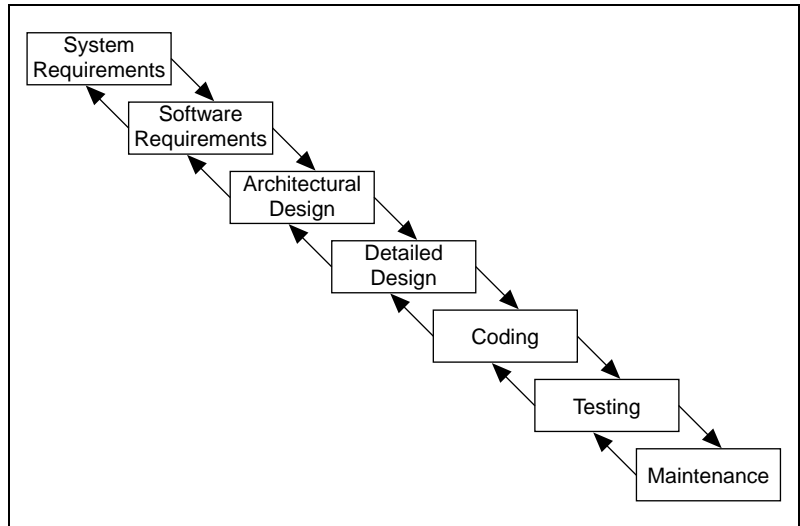 System
Requirements
Software
Requirements
Architectural
Design
Detailed
Design
Coding
Testing
Maintenance